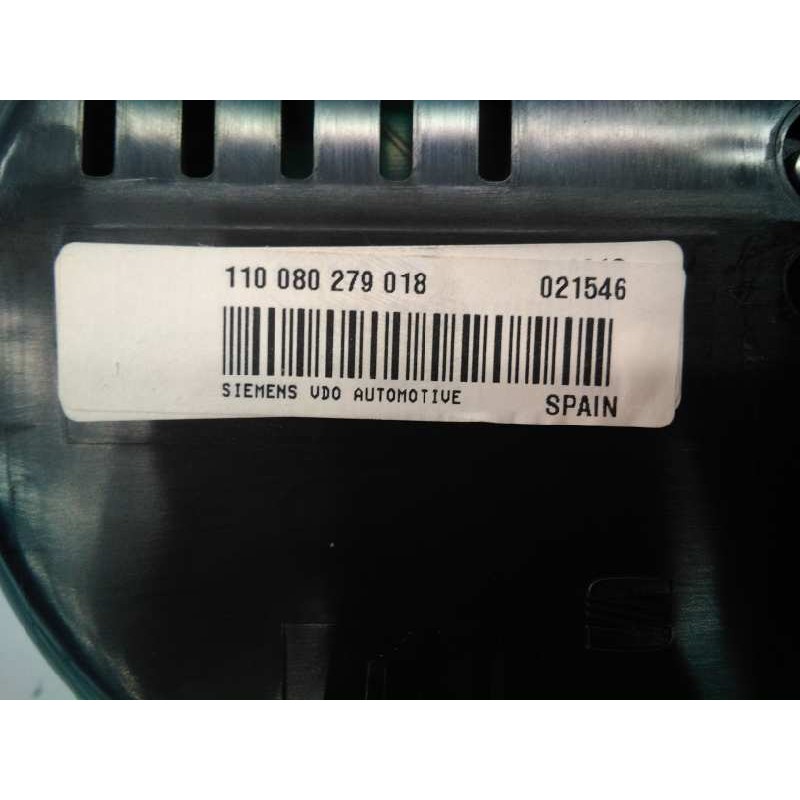 110 080 279 018 021546
SIEMENS VDO AUTOMOTIVE SPAIN